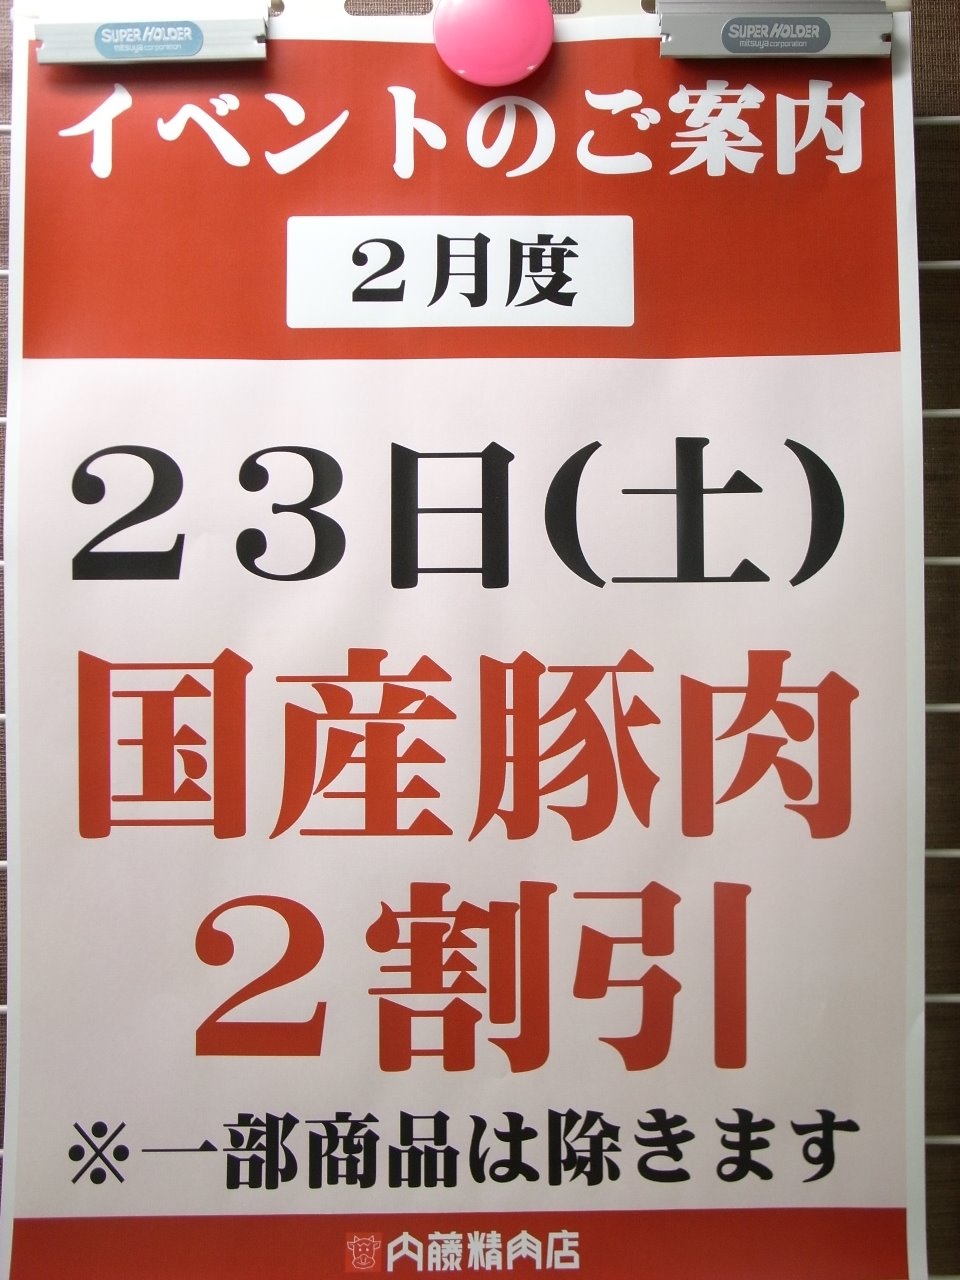 SUPER HOLDER
mitsuya corporation
SUPER HOLDER
mitsuya corporation
イベントのご案内
２月度
２３日(土)
国産豚肉
２割引
※一部商品は除きます
内藤精肉店